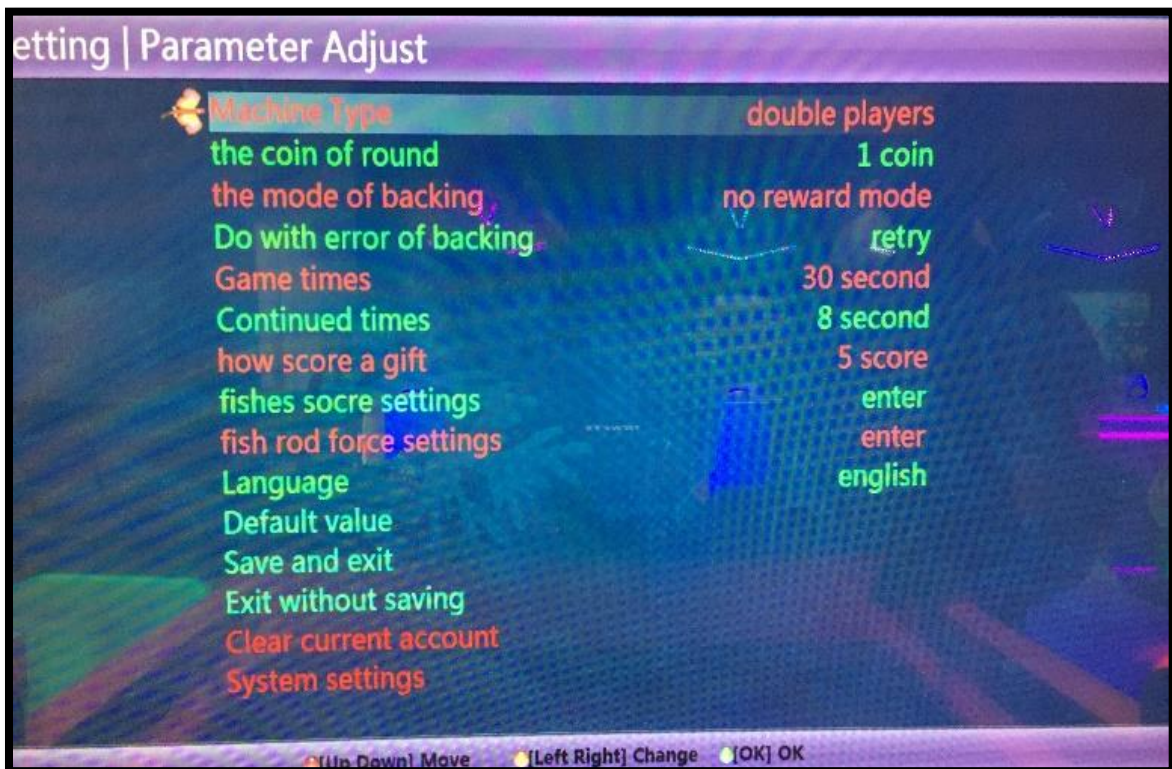 etting | Parameter Adjust
Machine Type double players
the coin of round 1 coin
the mode of backing no reward mode
Do with error of backing retry
Game times 30 second
Continued times 8 second
how score a gift 5 score
fishes socre settings enter
fish rod force settings enter
Language english
Default value
Save and exit
Exit without saving
Clear current account
System settings
[Up Down] Move [Left Right] Change [OK] OK